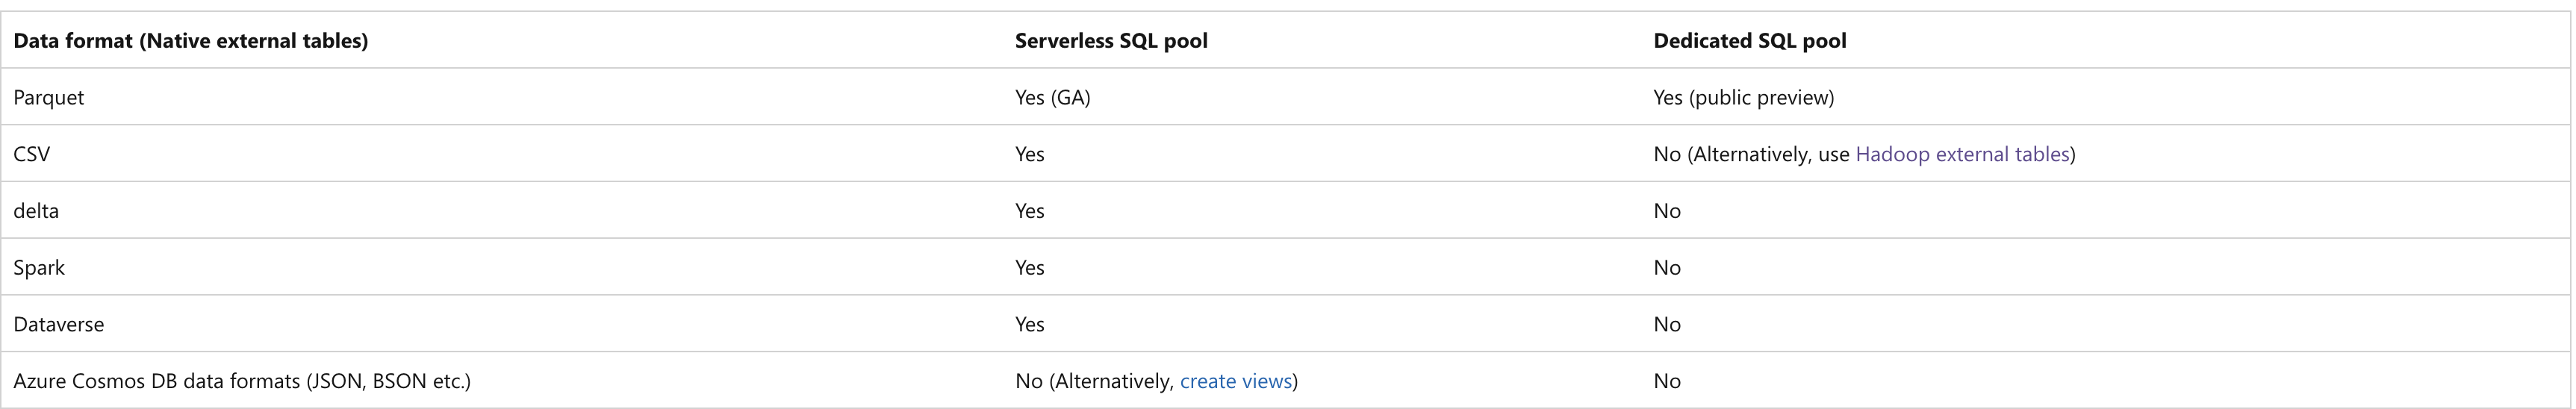 Data format (Native external tables) Serverless SQL pool Dedicated SQL pool
Parquet Yes (GA) Yes (public preview)
CSV Yes No (Alternatively, use Hadoop external tables)
delta Yes No
Spark Yes No
Dataverse Yes No
Azure Cosmos DB data formats (JSON, BSON etc.) No (Alternatively, create views) No